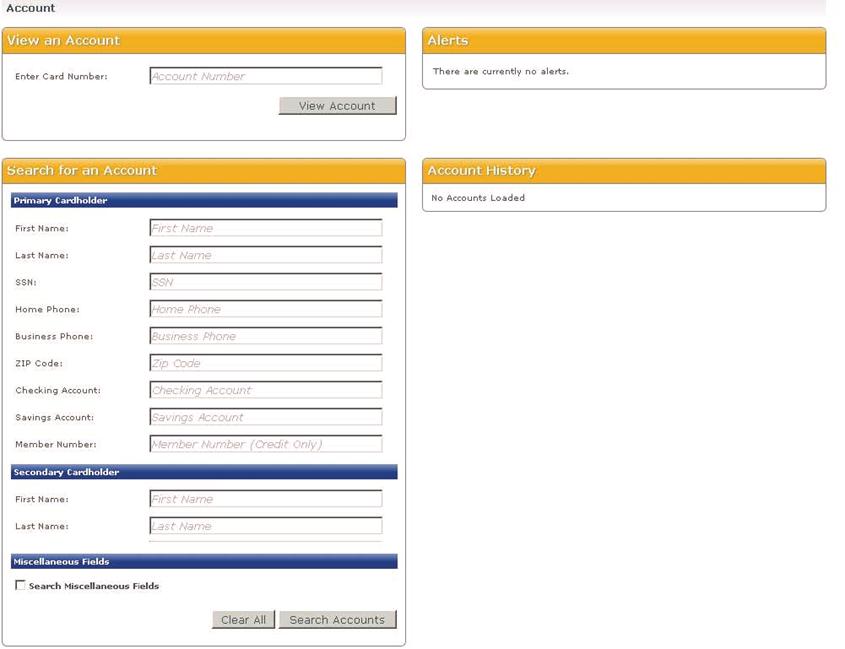 Account
View an Account
Enter Card Number: Account Number
View Account
Alerts
There are currently no alerts.
Search for an Account
Primary Cardholder
First Name: First Name
Last Name: Last Name
SSN: SSN
Home Phone: Home Phone
Business Phone: Business Phone
ZIP Code: Zip Code
Checking Account: Checking Account
Savings Account: Savings Account
Member Number: Member Number (Credit Only)
Secondary Cardholder
First Name: First Name
Last Name: Last Name
Miscellaneous Fields
Search Miscellaneous Fields
Clear All Search Accounts
Account History
No Accounts Loaded